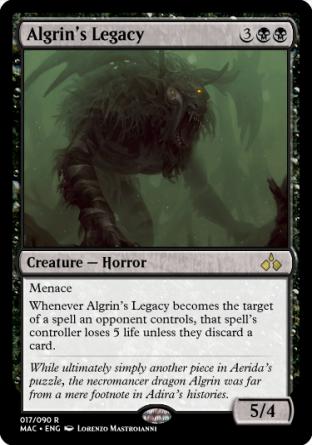 Algrin's Legacy 3
Creature — Horror
Menace
Whenever Algrin's Legacy becomes the target
of a spell an opponent controls, that spell's
controller loses 5 life unless they discard a
card.
While ultimately simply another piece in Aerida's
puzzle, the necromancer dragon Algrin was far
from a mere footnote in Adira's histories.
5/4
017/090 R
MAC • ENG Lorenzo Mastroianni